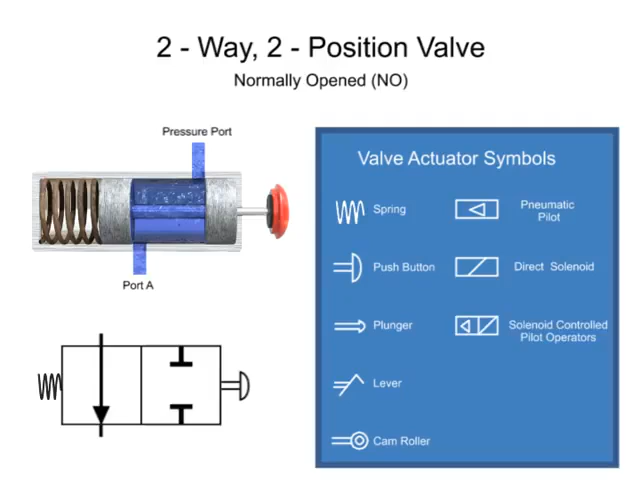 2 - Way, 2 - Position Valve
Normally Opened (NO)
Pressure Port
Port A
Valve Actuator Symbols
Spring
Pneumatic
Pilot
Push Button
Direct Solenoid
Plunger
Solenoid Controlled
Pilot Operators
Lever
Cam Roller